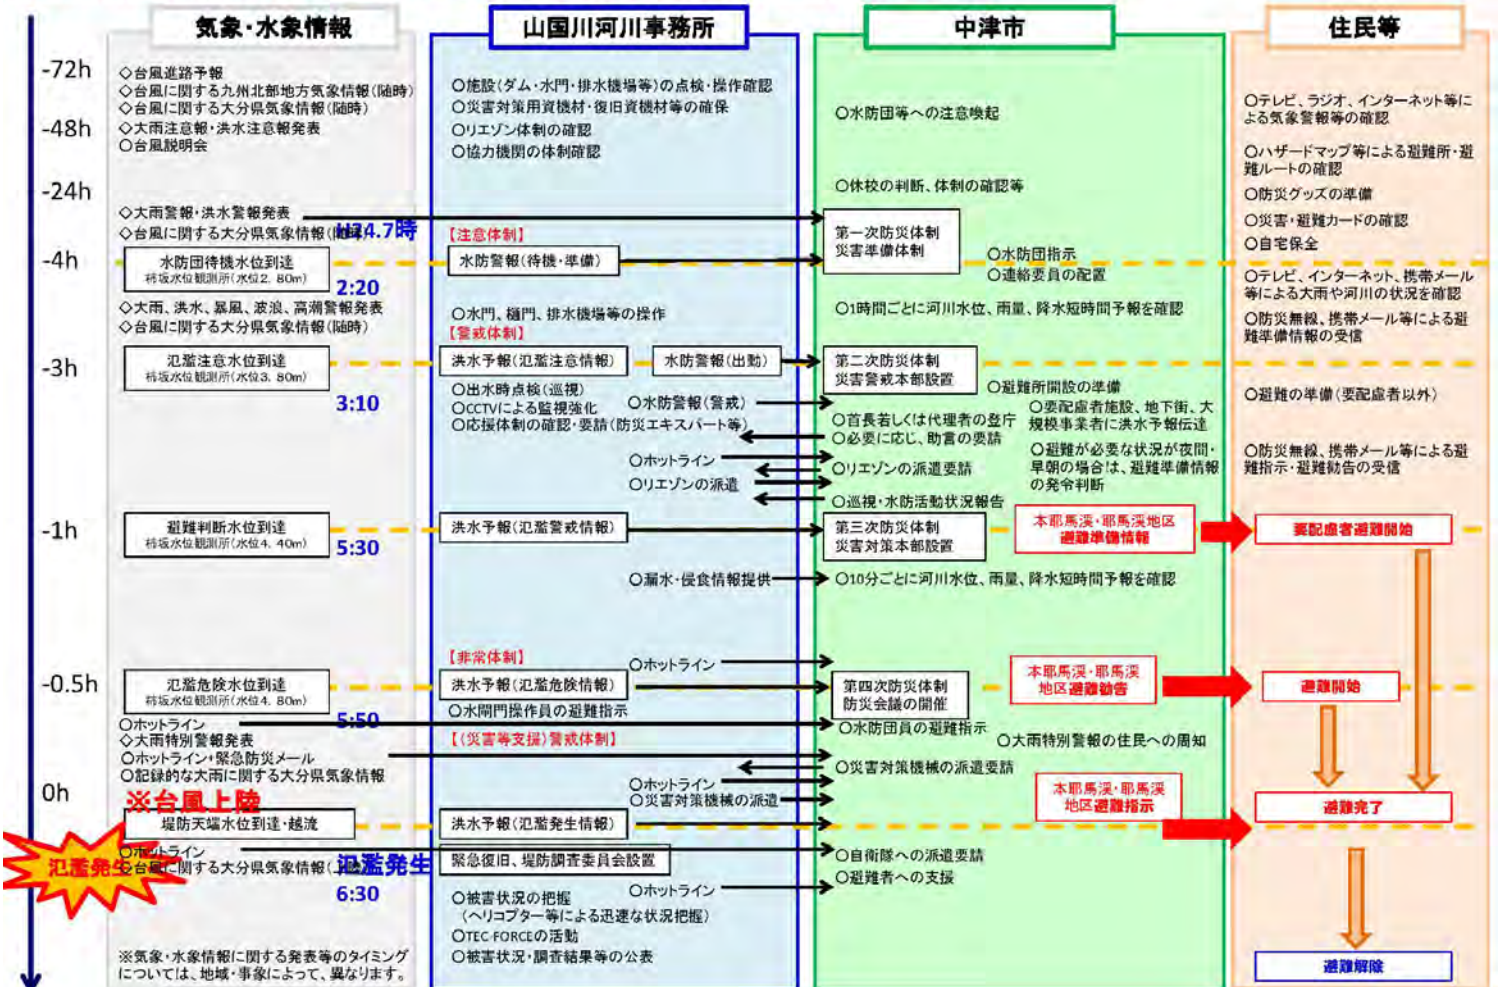 気象・水象情報
山国川河川事務所
中津市
住民等
-72h
-48h
-24h
-4h
-3h
-1h
-0.5h
0h
◇台風進路予報
◇台風に関する九州北部地方気象情報(随時)
◇台風に関する大分県気象情報(随時)
◇大雨注意報・洪水注意報発表
○台風説明会
◇大雨警報・洪水警報発表
◇台風に関する大分県気象情報(随時)
H24.7時
水防団待機水位到達
柿坂水位観測所(水位2.80m)
2:20
◇大雨、洪水、暴風、波浪、高潮警報発表
◇台風に関する大分県気象情報(随時)
氾濫注意水位到達
柿坂水位観測所(水位3.80m)
3:10
避難判断水位到達
柿坂水位観測所(水位4.40m)
5:30
氾濫危険水位到達
柿坂水位観測所(水位4.80m)
5:50
○ホットライン
◇大雨特別警報発表
○ホットライン・緊急防災メール
○記録的な大雨に関する大分県気象情報
※台風上陸
堤防天端水位到達・越流
氾濫発生
○ホットライン
◇台風に関する大分県気象情報(上陸
氾濫発生
6:30
※気象・水象情報に関する発表等のタイミング
については、地域・事象によって、異なります。
○施設(ダム・水門・排水機場等)の点検・操作確認
○災害対策用資機材・復旧資機材等の確保
○リエゾン体制の確認
○協力機関の体制確認
【注意体制】
水防警報(待機・準備)
○水門、樋門、排水機場等の操作
【警戒体制】
洪水予報(氾濫注意情報)
水防警報(出動)
○出水時点検(巡視)
○CCTVによる監視強化
○応援体制の確認・要請(防災エキスパート等)
○水防警報(警戒)
○ホットライン
○リエゾンの派遣
洪水予報(氾濫警戒情報)
○漏水・侵食情報提供
【非常体制】
○ホットライン
洪水予報(氾濫危険情報)
○水閘門操作員の避難指示
【(災害等支援)警戒体制】
○ホットライン
○災害対策機械の派遣
洪水予報(氾濫発生情報)
緊急復旧、堤防調査委員会設置
○ホットライン
○被害状況の把握
(ヘリコプター等による迅速な状況把握)
○TEC-FORCEの活動
○被害状況・調査結果等の公表
○水防団等への注意喚起
○休校の判断、体制の確認等
第一次防災体制
災害準備体制
○水防団指示
○連絡要員の配置
○1時間ごとに河川水位、雨量、降水短時間予報を確認
第二次防災体制
災害警戒本部設置
○避難所開設の準備
○首長若しくは代理者の登庁
○必要に応じ、助言の要請
○リエゾンの派遣要請
○要配慮者施設、地下街、大
規模事業者に洪水予報伝達
○避難が必要な状況が夜間・
早朝の場合は、避難準備情報
の発令判断
○巡視・水防活動状況報告
第三次防災体制
災害対策本部設置
本耶馬渓・耶馬渓地区
避難準備情報
○10分ごとに河川水位、雨量、降水短時間予報を確認
第四次防災体制
防災会議の開催
本耶馬渓・耶馬渓
地区避難勧告
○水防団員の避難指示
○大雨特別警報の住民への周知
○災害対策機械の派遣要請
本耶馬渓・耶馬渓
地区避難指示
○自衛隊への派遣要請
○避難者への支援
○テレビ、ラジオ、インターネット等に
よる気象警報等の確認
○ハザードマップ等による避難所・避
難ルートの確認
○防災グッズの準備
○災害・避難カードの確認
○自宅保全
○テレビ、インターネット、携帯メール
等による大雨や河川の状況を確認
○防災無線、携帯メール等による避
難準備情報の受信
○避難の準備(要配慮者以外)
○防災無線、携帯メール等による避
難指示・避難勧告の受信
要配慮者避難開始
避難開始
避難完了
避難解除